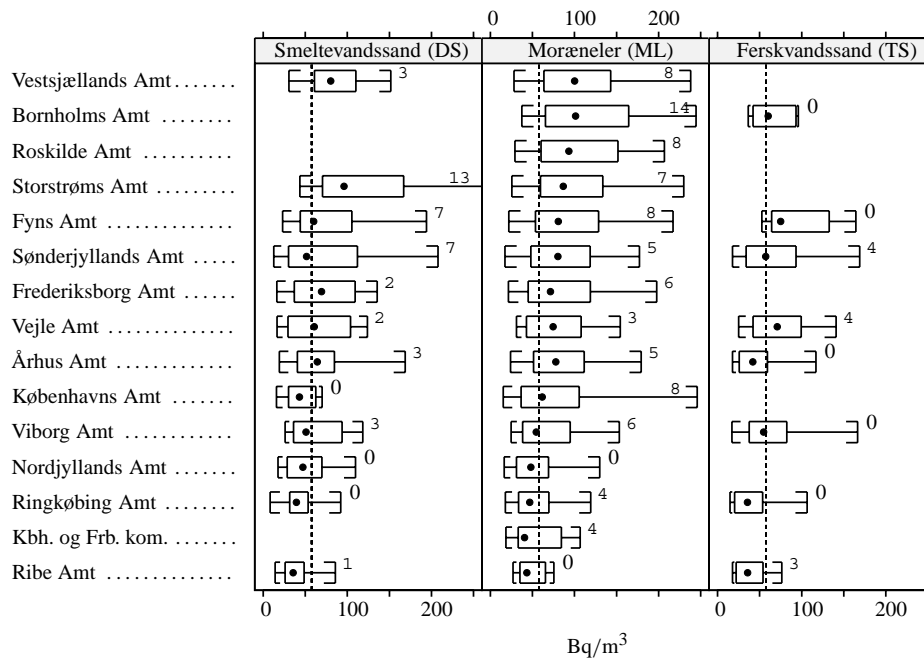 0 100 200
Smeltevandssand (DS) Moræneler (ML) Ferskvandssand (TS)
Vestsjællands Amt....... 3 8
Bornholms Amt ........ 14 0
Roskilde Amt .......... 8
Storstrøms Amt ........ 13 7
Fyns Amt .............. 7 8 0
Sønderjyllands Amt ..... 7 5 4
Frederiksborg Amt ...... 2 6
Vejle Amt .............. 2 3 4
Århus Amt ............. 3 5 0
Københavns Amt ....... 0 8
Viborg Amt ............ 3 6 0
Nordjyllands Amt ....... 0 0
Ringkøbing Amt ........ 0 4 0
Kbh. og Frb. kom. ....... 4
Ribe Amt .............. 1 0 3
0 100 200 0 100 200
Bq/m³